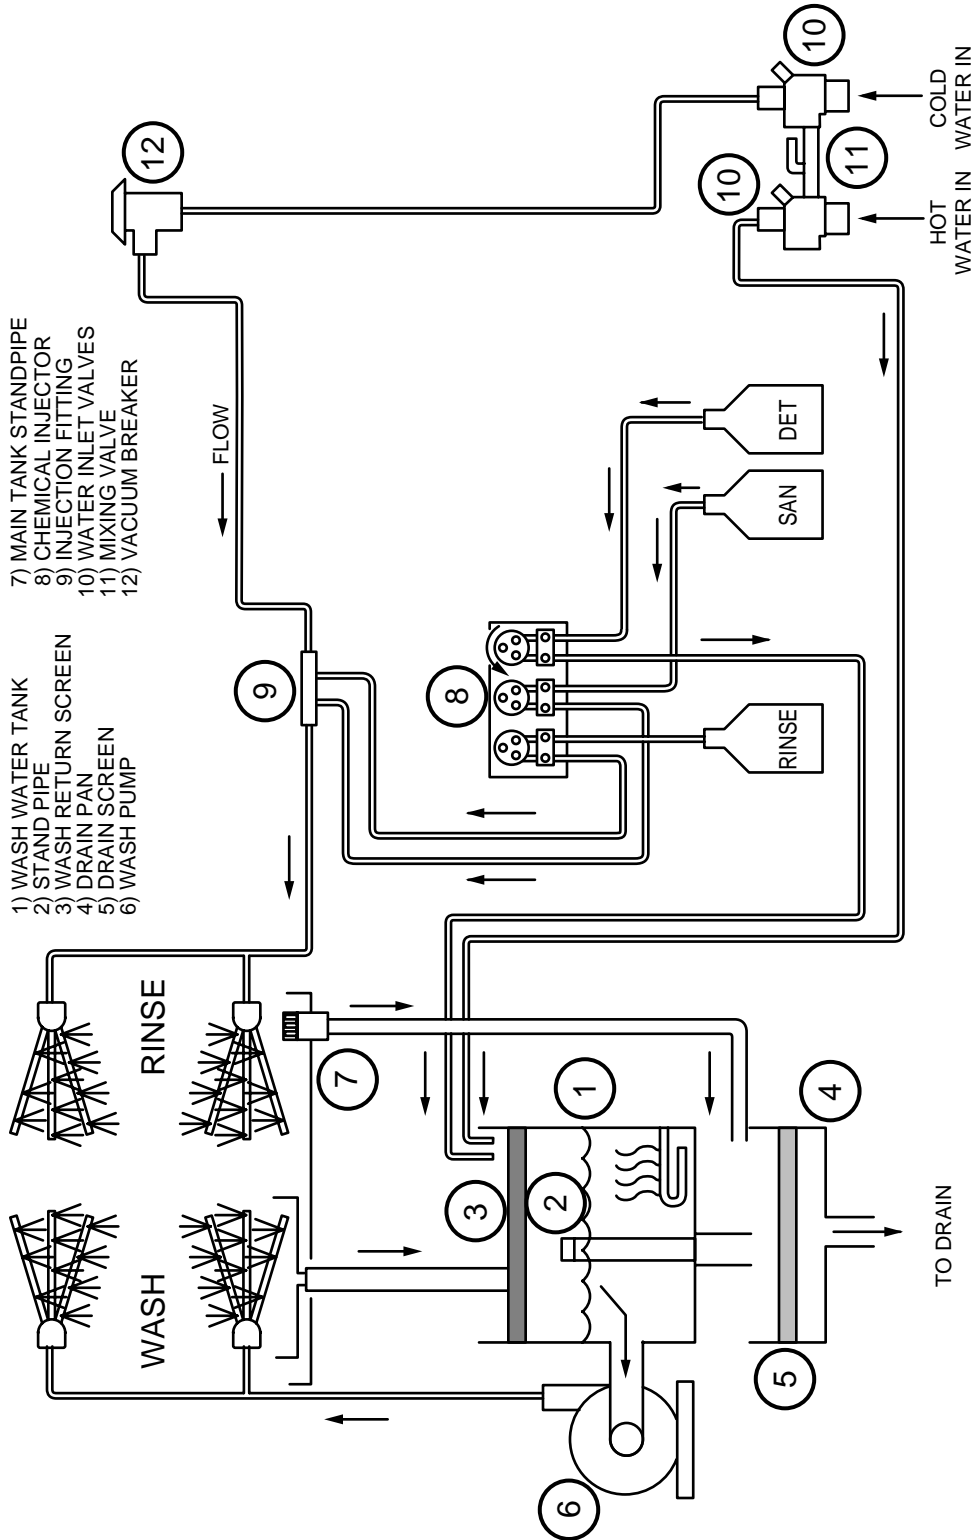 1) WASH WATER TANK
2) STAND PIPE
3) WASH RETURN SCREEN
4) DRAIN PAN
5) DRAIN SCREEN
6) WASH PUMP
7) MAIN TANK STANDPIPE
8) CHEMICAL INJECTOR
9) INJECTION FITTING
10) WATER INLET VALVES
11) MIXING VALVE
12) VACUUM BREAKER
WASH
RINSE
FLOW
12
9
7
8
10
10
11
6
3
2
1
5
4
RINSE
SAN
DET
HOT
WATER IN
COLD
WATER IN
TO DRAIN